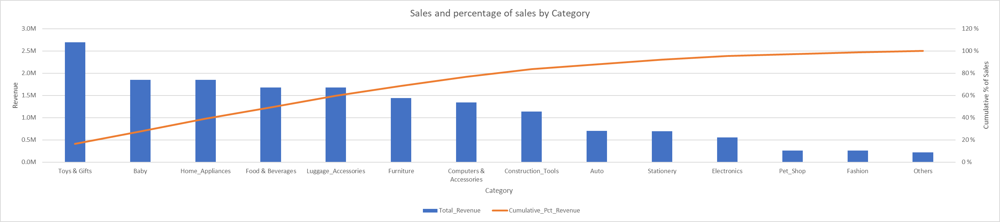 Sales and percentage of sales by Category
3.0M
2.5M
2.0M
1.5M
1.0M
0.5M
0.0M
Revenue
120 %
100 %
80 %
60 %
40 %
20 %
0 %
Cumulative % of Sales
Toys & Gifts
Baby
Home_Appliances
Food & Beverages
Luggage_Accessories
Furniture
Computers &
Accessories
Construction_Tools
Auto
Stationery
Electronics
Pet_Shop
Fashion
Others
Category
Total_Revenue
Cumulative_Pct_Revenue